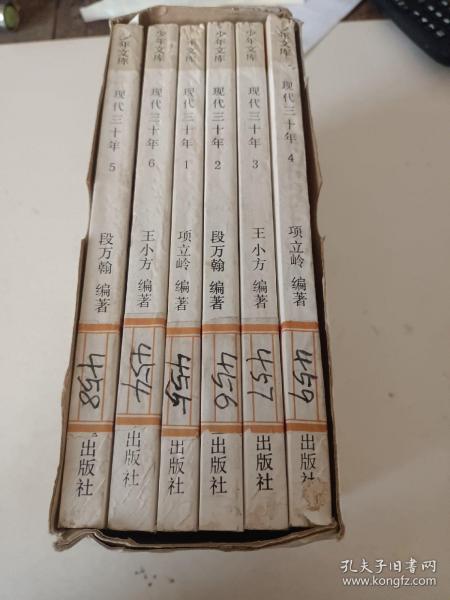 少年文库
现代三十年 5
段万翰 编著
458
出版社
少年文库
现代三十年 6
王小方 编著
454
出版社
少年文库
现代三十年 1
项立岭 编著
455
出版社
少年文库
现代三十年 2
段万翰 编著
456
出版社
少年文库
现代三十年 3
王小方 编著
457
出版社
少年文库
现代三十年 4
项立岭 编著
459
出版社
孔夫子旧书网
www.kongfz.com